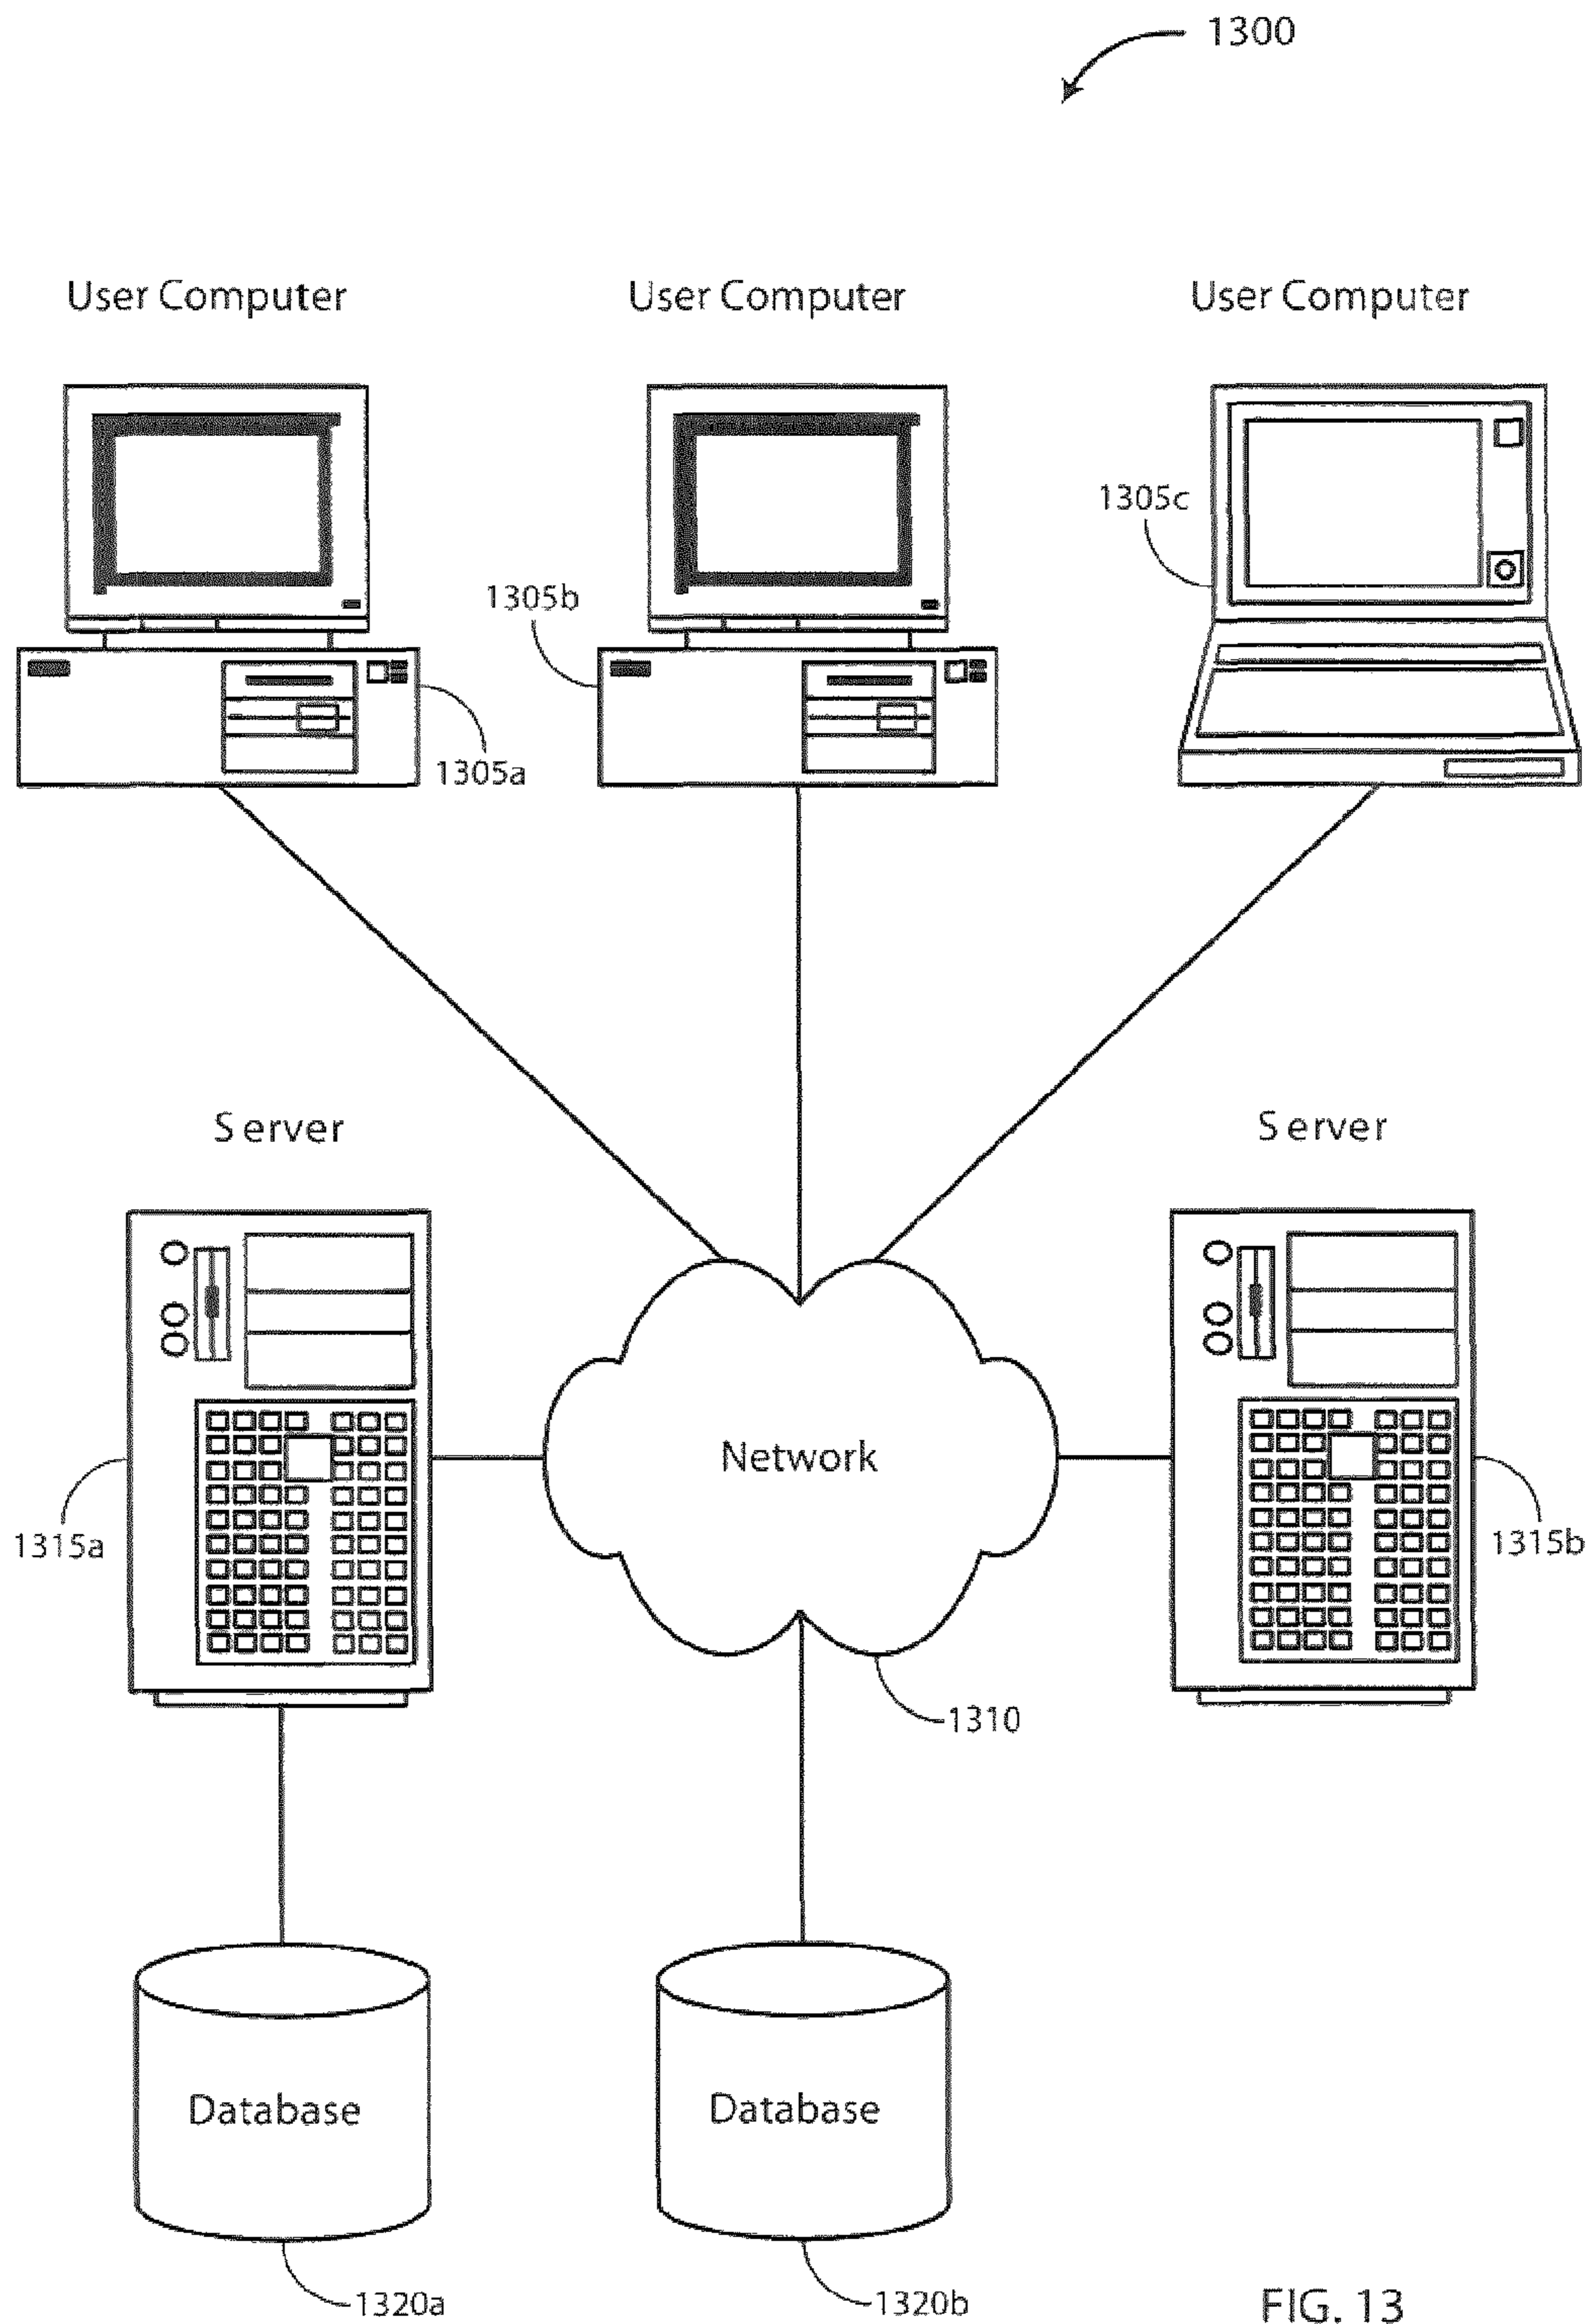 1300
User Computer
User Computer
User Computer
1305c
1305b
1305a
Server
Server
Network
1315a
1315b
1310
Database
Database
1320a
1320b
FIG. 13